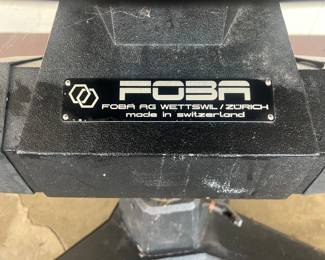 FOBA
FOBA AG WETTSWIL/ZÜRICH
made in switzerland